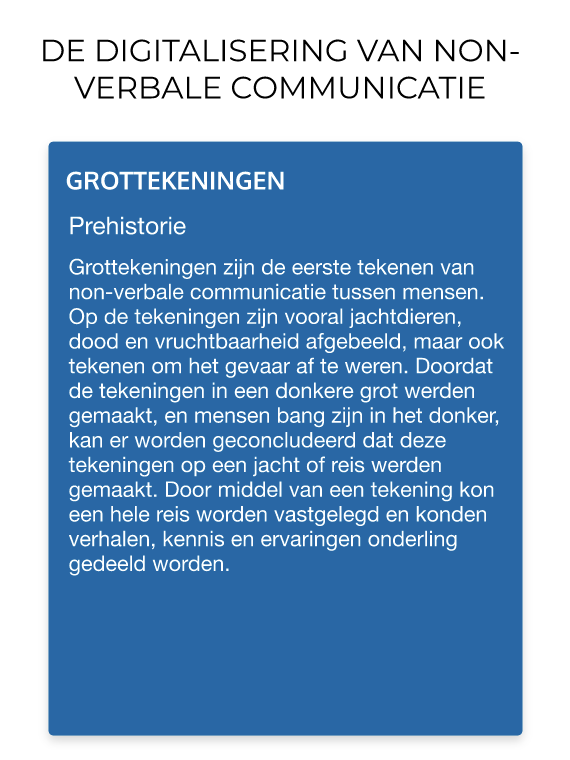 DE DIGITALISERING VAN NON-
VERBALE COMMUNICATIE
GROTTEKENINGEN
Prehistorie
Grottekeningen zijn de eerste tekenen van
non-verbale communicatie tussen mensen.
Op de tekeningen zijn vooral jachtdieren,
dood en vruchtbaarheid afgebeeld, maar ook
tekenen om het gevaar af te weren. Doordat
de tekeningen in een donkere grot werden
gemaakt, en mensen bang zijn in het donker,
kan er worden geconcludeerd dat deze
tekeningen op een jacht of reis werden
gemaakt. Door middel van een tekening kon
een hele reis worden vastgelegd en konden
verhalen, kennis en ervaringen onderling
gedeeld worden.